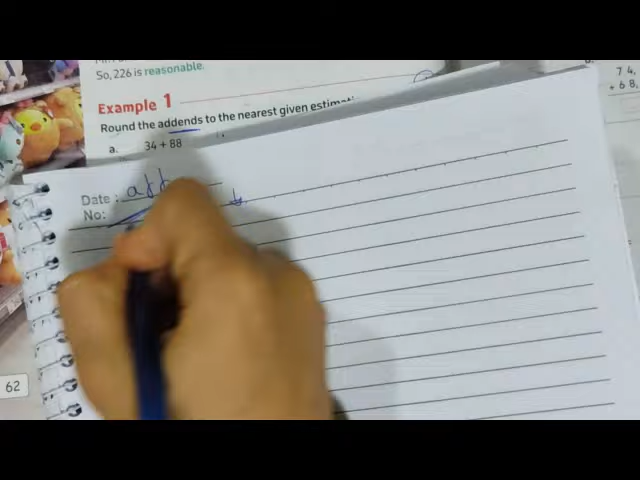 So, 226 is reasonable.
Example 1
Round the addends to the nearest given
a. 34 + 88
7 4,
+ 6 8,
Date :
No:
62